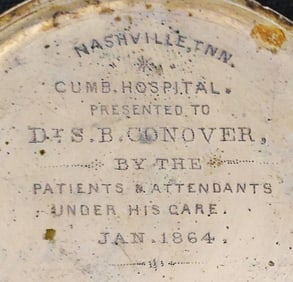 NASHVILLE, TNN.
CUMB. HOSPITAL.
PRESENTED TO
Dr S. B. CONOVER,
BY THE
PATIENTS & ATTENDANTS
UNDER HIS CARE.
JAN. 1864.